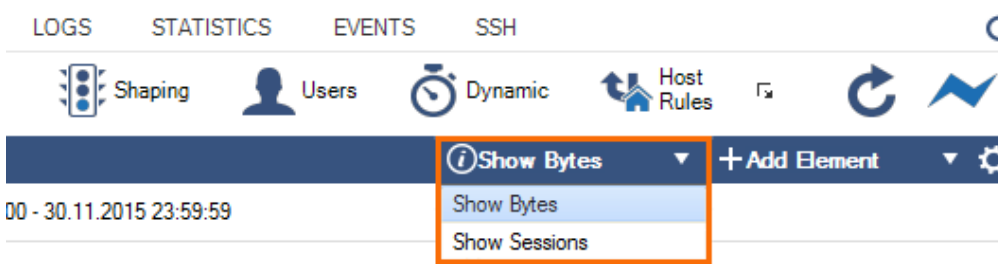 LOGS STATISTICS EVENTS SSH
Shaping Users Dynamic Host Rules
Show Bytes + Add Element
00 - 30.11.2015 23:59:59
Show Bytes
Show Sessions